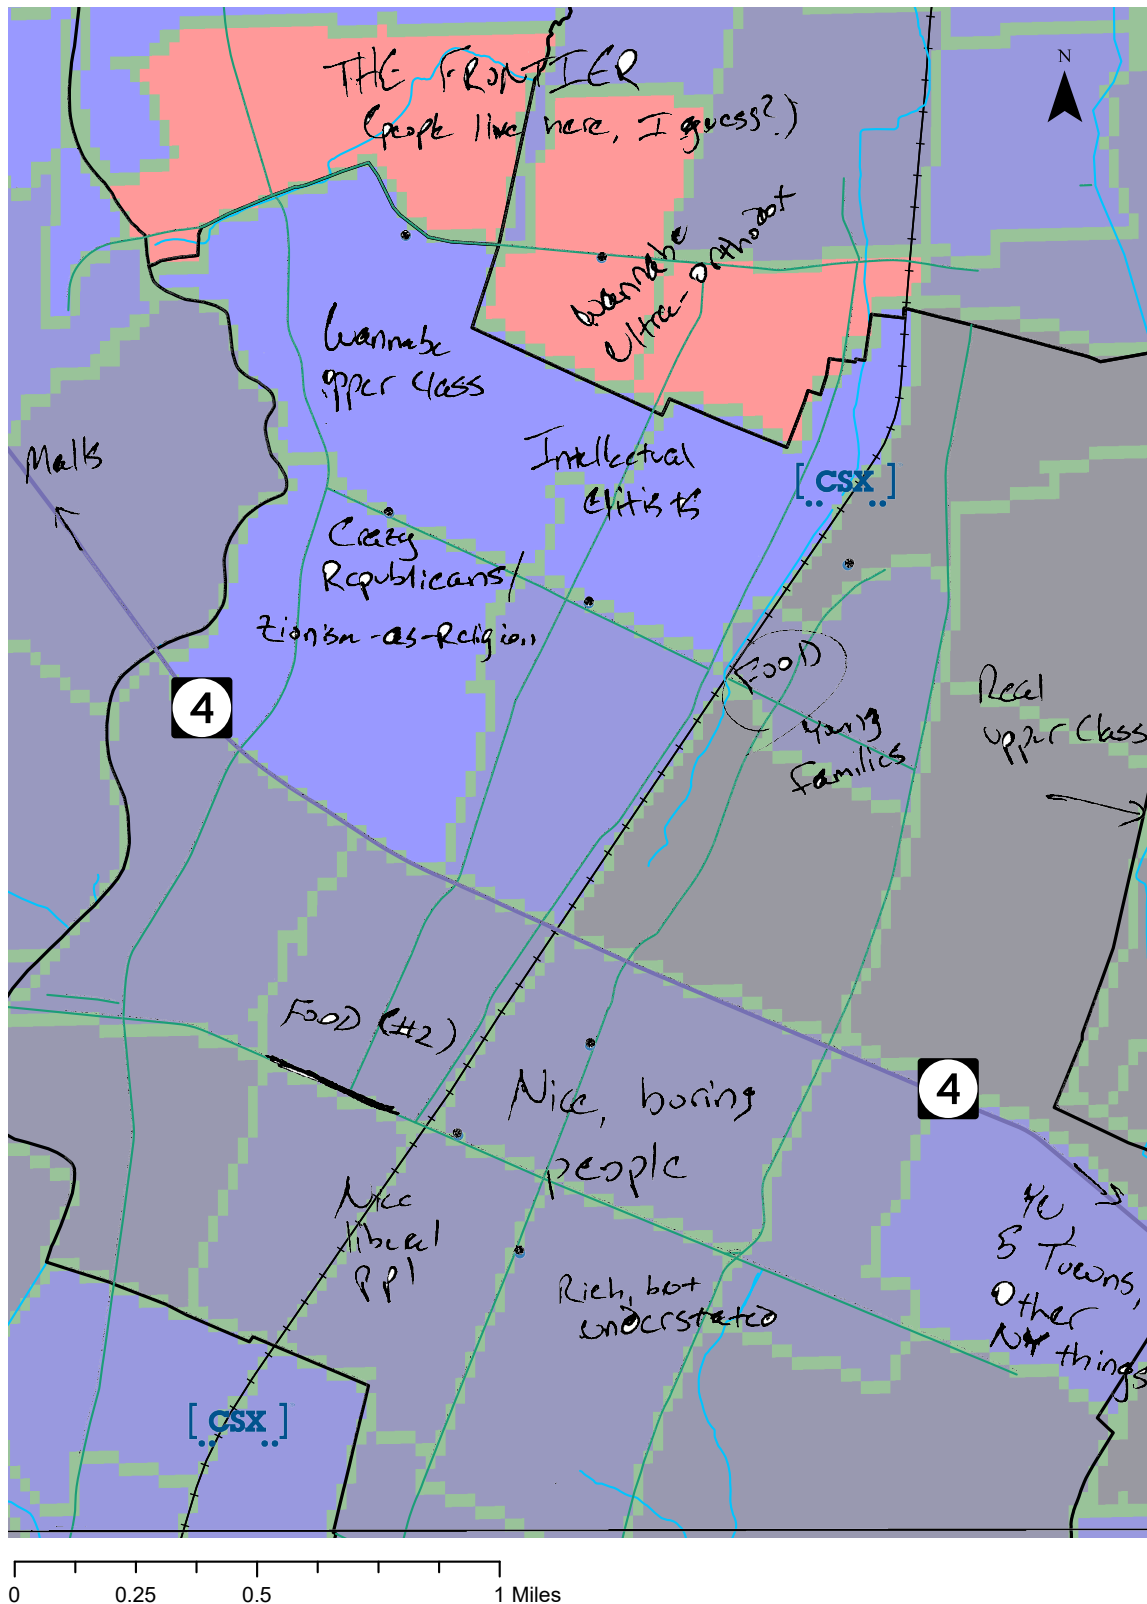 THE FRONTIER
(people live here, I guess?)
N
Wannabe
Ultra-Orthodox
Wannabe
upper class
Malls
Intellectual
Elitists
[CSX]
Crazy
Republicans/
Zionism-as-Religion
FOOD
Young
families
Real
upper Class
4
FOOD (#2)
Nice, boring
people
4
Nice
liberal
ppl
Rich, but
understated
5 Towns,
Other
NY things
[CSX]
0 0.25 0.5 1 Miles